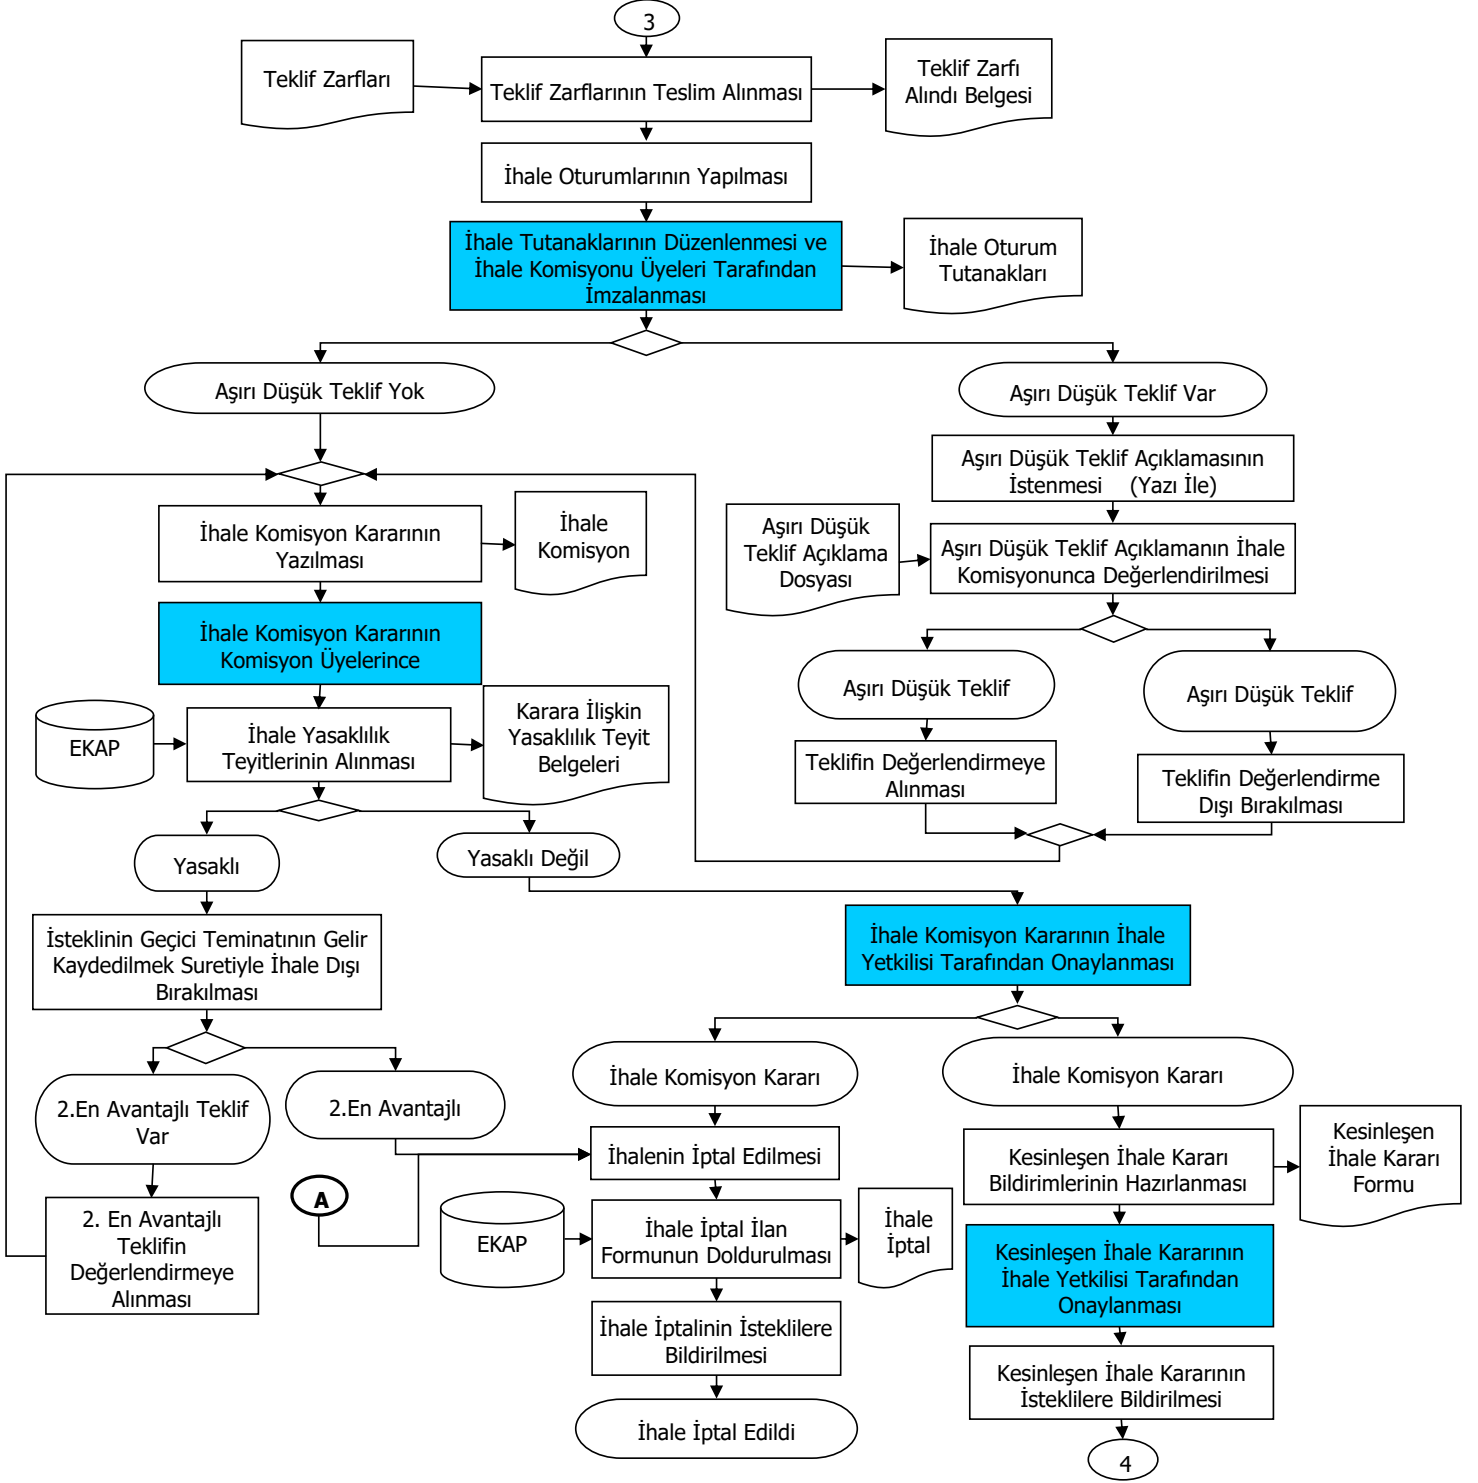 3
Teklif Zarfları
Teklif Zarflarının Teslim Alınması
Teklif Zarfı
Alındı Belgesi
İhale Oturumlarının Yapılması
İhale Tutanaklarının Düzenlenmesi ve
İhale Komisyonu Üyeleri Tarafından
İmzalanması
İhale Oturum
Tutanakları
Aşırı Düşük Teklif Yok
Aşırı Düşük Teklif Var
Aşırı Düşük Teklif Açıklamasının
İstenmesi (Yazı İle)
İhale Komisyon Kararının
Yazılması
İhale
Komisyon
Aşırı Düşük
Teklif Açıklama
Dosyası
Aşırı Düşük Teklif Açıklamanın İhale
Komisyonunca Değerlendirilmesi
İhale Komisyon Kararının
Komisyon Üyelerince
Aşırı Düşük Teklif
Aşırı Düşük Teklif
EKAP
İhale Yasaklılık
Teyitlerinin Alınması
Karara İlişkin
Yasaklılık Teyit
Belgeleri
Teklifin Değerlendirmeye
Alınması
Teklifin Değerlendirme
Dışı Bırakılması
Yasaklı
Yasaklı Değil
İsteklinin Geçici Teminatının Gelir
Kaydedilmek Suretiyle İhale Dışı
Bırakılması
İhale Komisyon Kararının İhale
Yetkilisi Tarafından Onaylanması
2.En Avantajlı Teklif
Var
2.En Avantajlı
İhale Komisyon Kararı
İhale Komisyon Kararı
İhalenin İptal Edilmesi
Kesinleşen İhale Kararı
Bildirimlerinin Hazırlanması
Kesinleşen
İhale Kararı
Formu
A
2. En Avantajlı
Teklifin
Değerlendirmeye
Alınması
EKAP
İhale İptal İlan
Formunun Doldurulması
İhale
İptal
Kesinleşen İhale Kararının
İhale Yetkilisi Tarafından
Onaylanması
İhale İptalinin İsteklilere
Bildirilmesi
Kesinleşen İhale Kararının
İsteklilere Bildirilmesi
İhale İptal Edildi
4